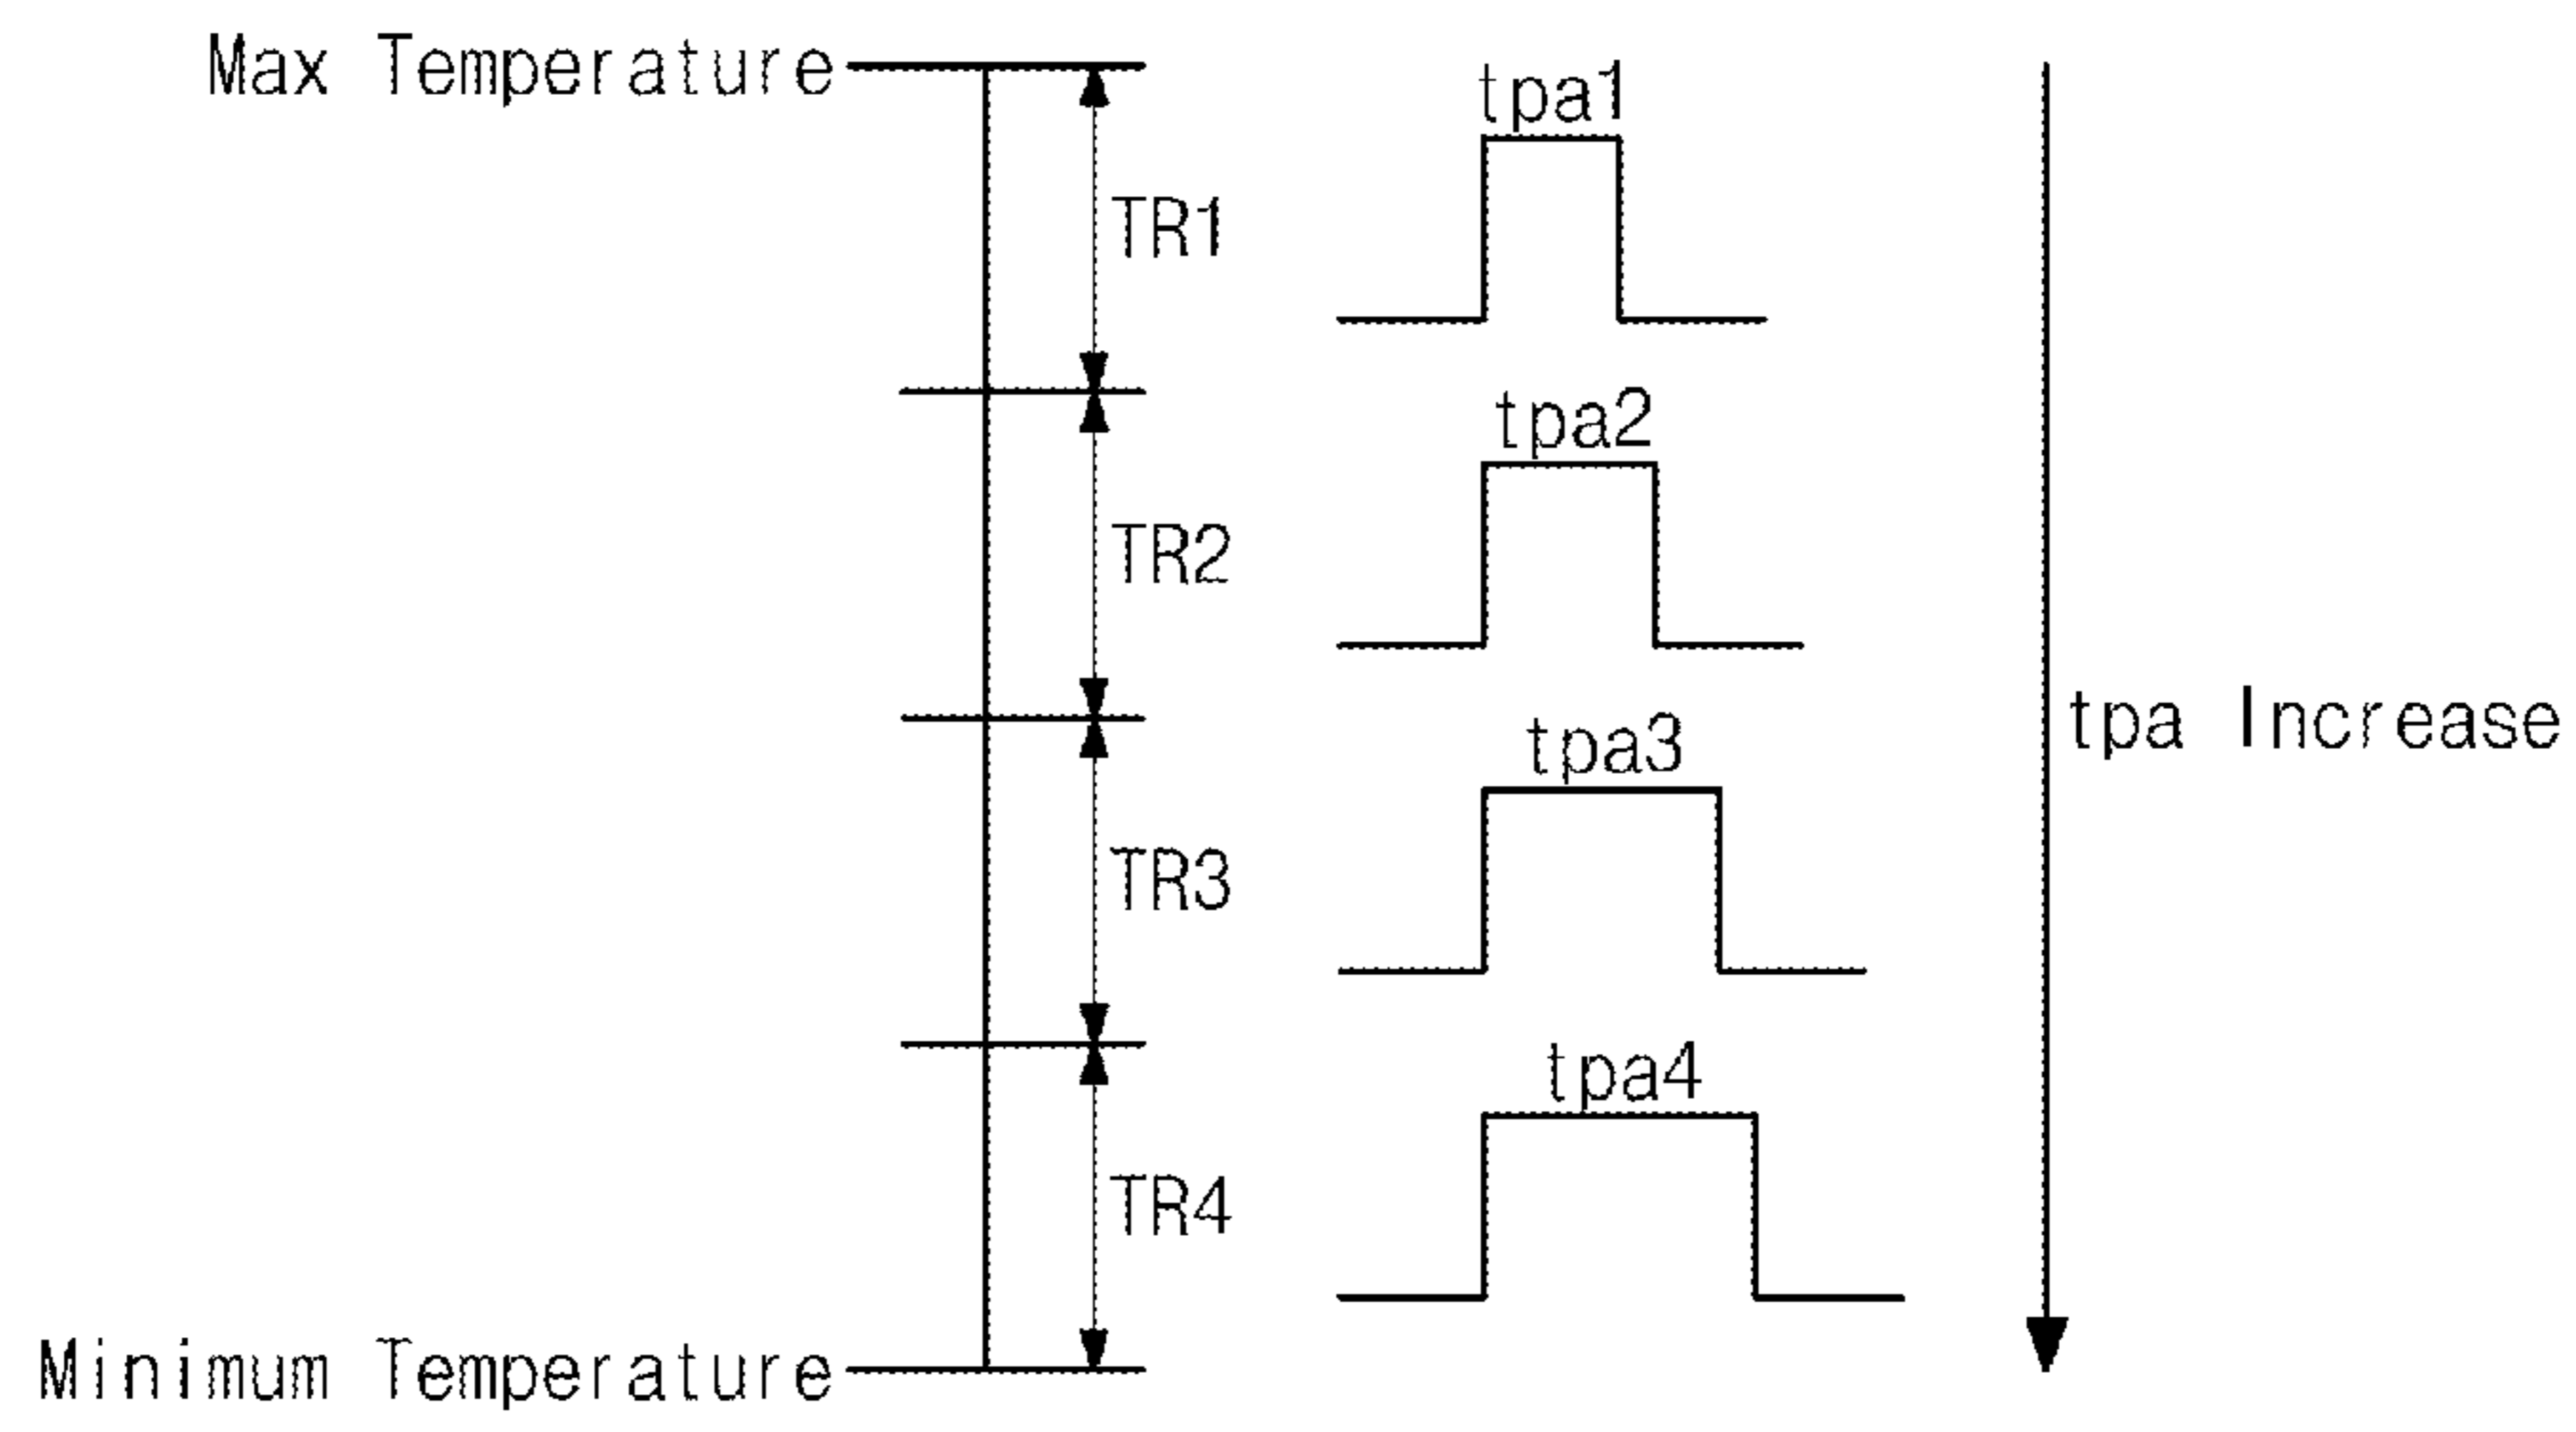 Max Temperature
tpa1
TR1
tpa2
TR2
tpa Increase
tpa3
TR3
tpa4
TR4
Minimum Temperature